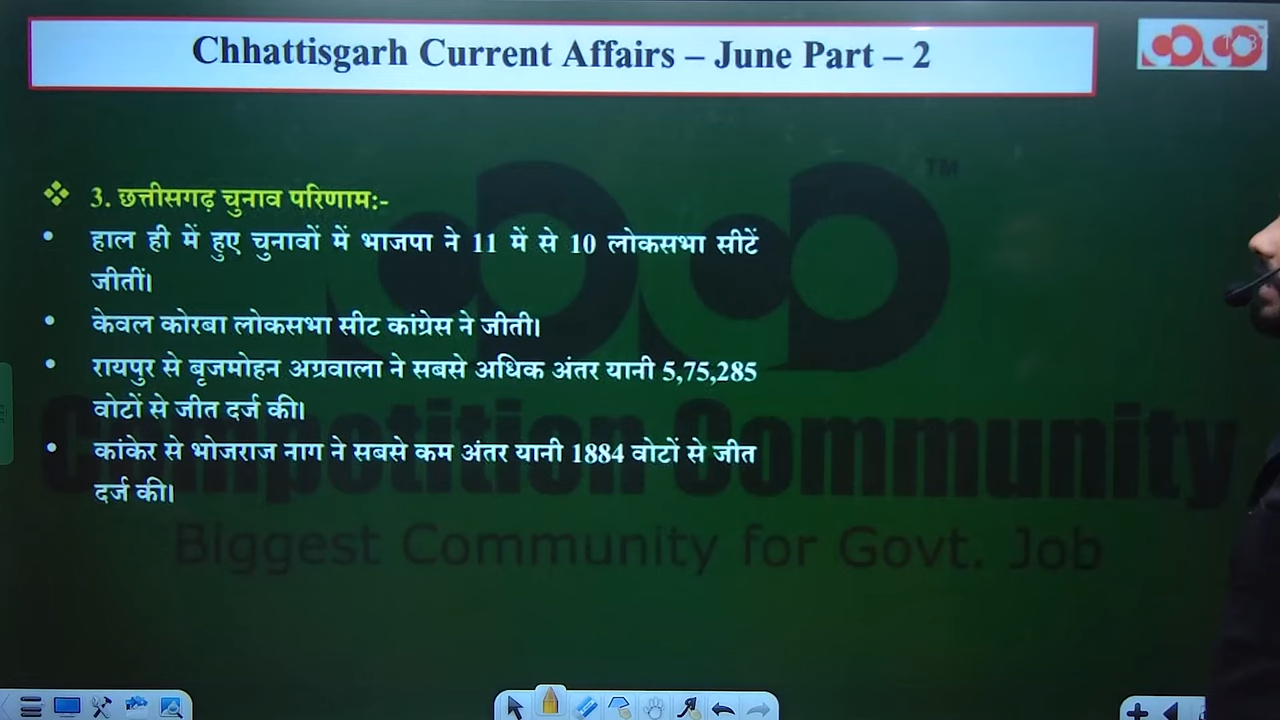 Chhattisgarh Current Affairs – June Part – 2
TM
❖ 3. छत्तीसगढ़ चुनाव परिणाम:-
• हाल ही में हुए चुनावों में भाजपा ने 11 में से 10 लोकसभा सीटें
जीतीं।
• केवल कोरबा लोकसभा सीट कांग्रेस ने जीती।
• रायपुर से बृजमोहन अग्रवाला ने सबसे अधिक अंतर यानी 5,75,285
वोटों से जीत दर्ज की।
• कांकेर से भोजराज नाग ने सबसे कम अंतर यानी 1884 वोटों से जीत
दर्ज की।
Competition Community
Biggest Community for Govt. Job